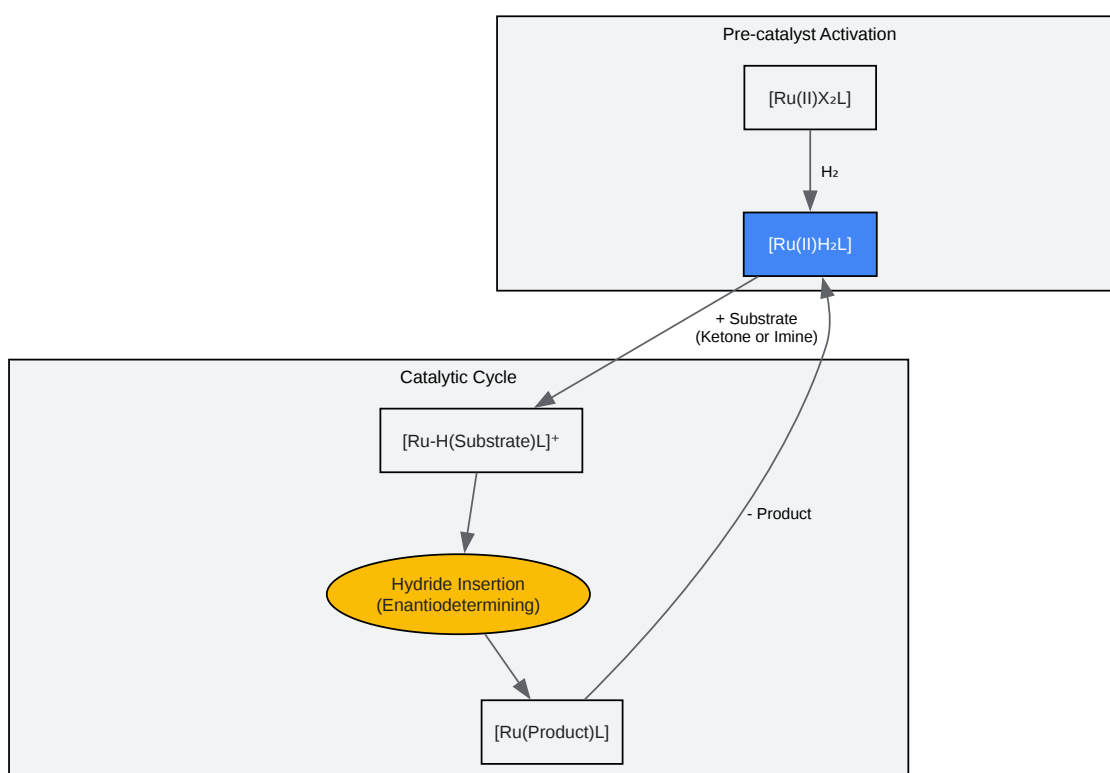 Pre-catalyst Activation
[Ru(II)X₂L]
H₂
[Ru(II)H₂L]
+ Substrate
(Ketone or Imine)
Catalytic Cycle
[Ru-H(Substrate)L]⁺
- Product
Hydride Insertion
(Enantiodetermining)
[Ru(Product)L]